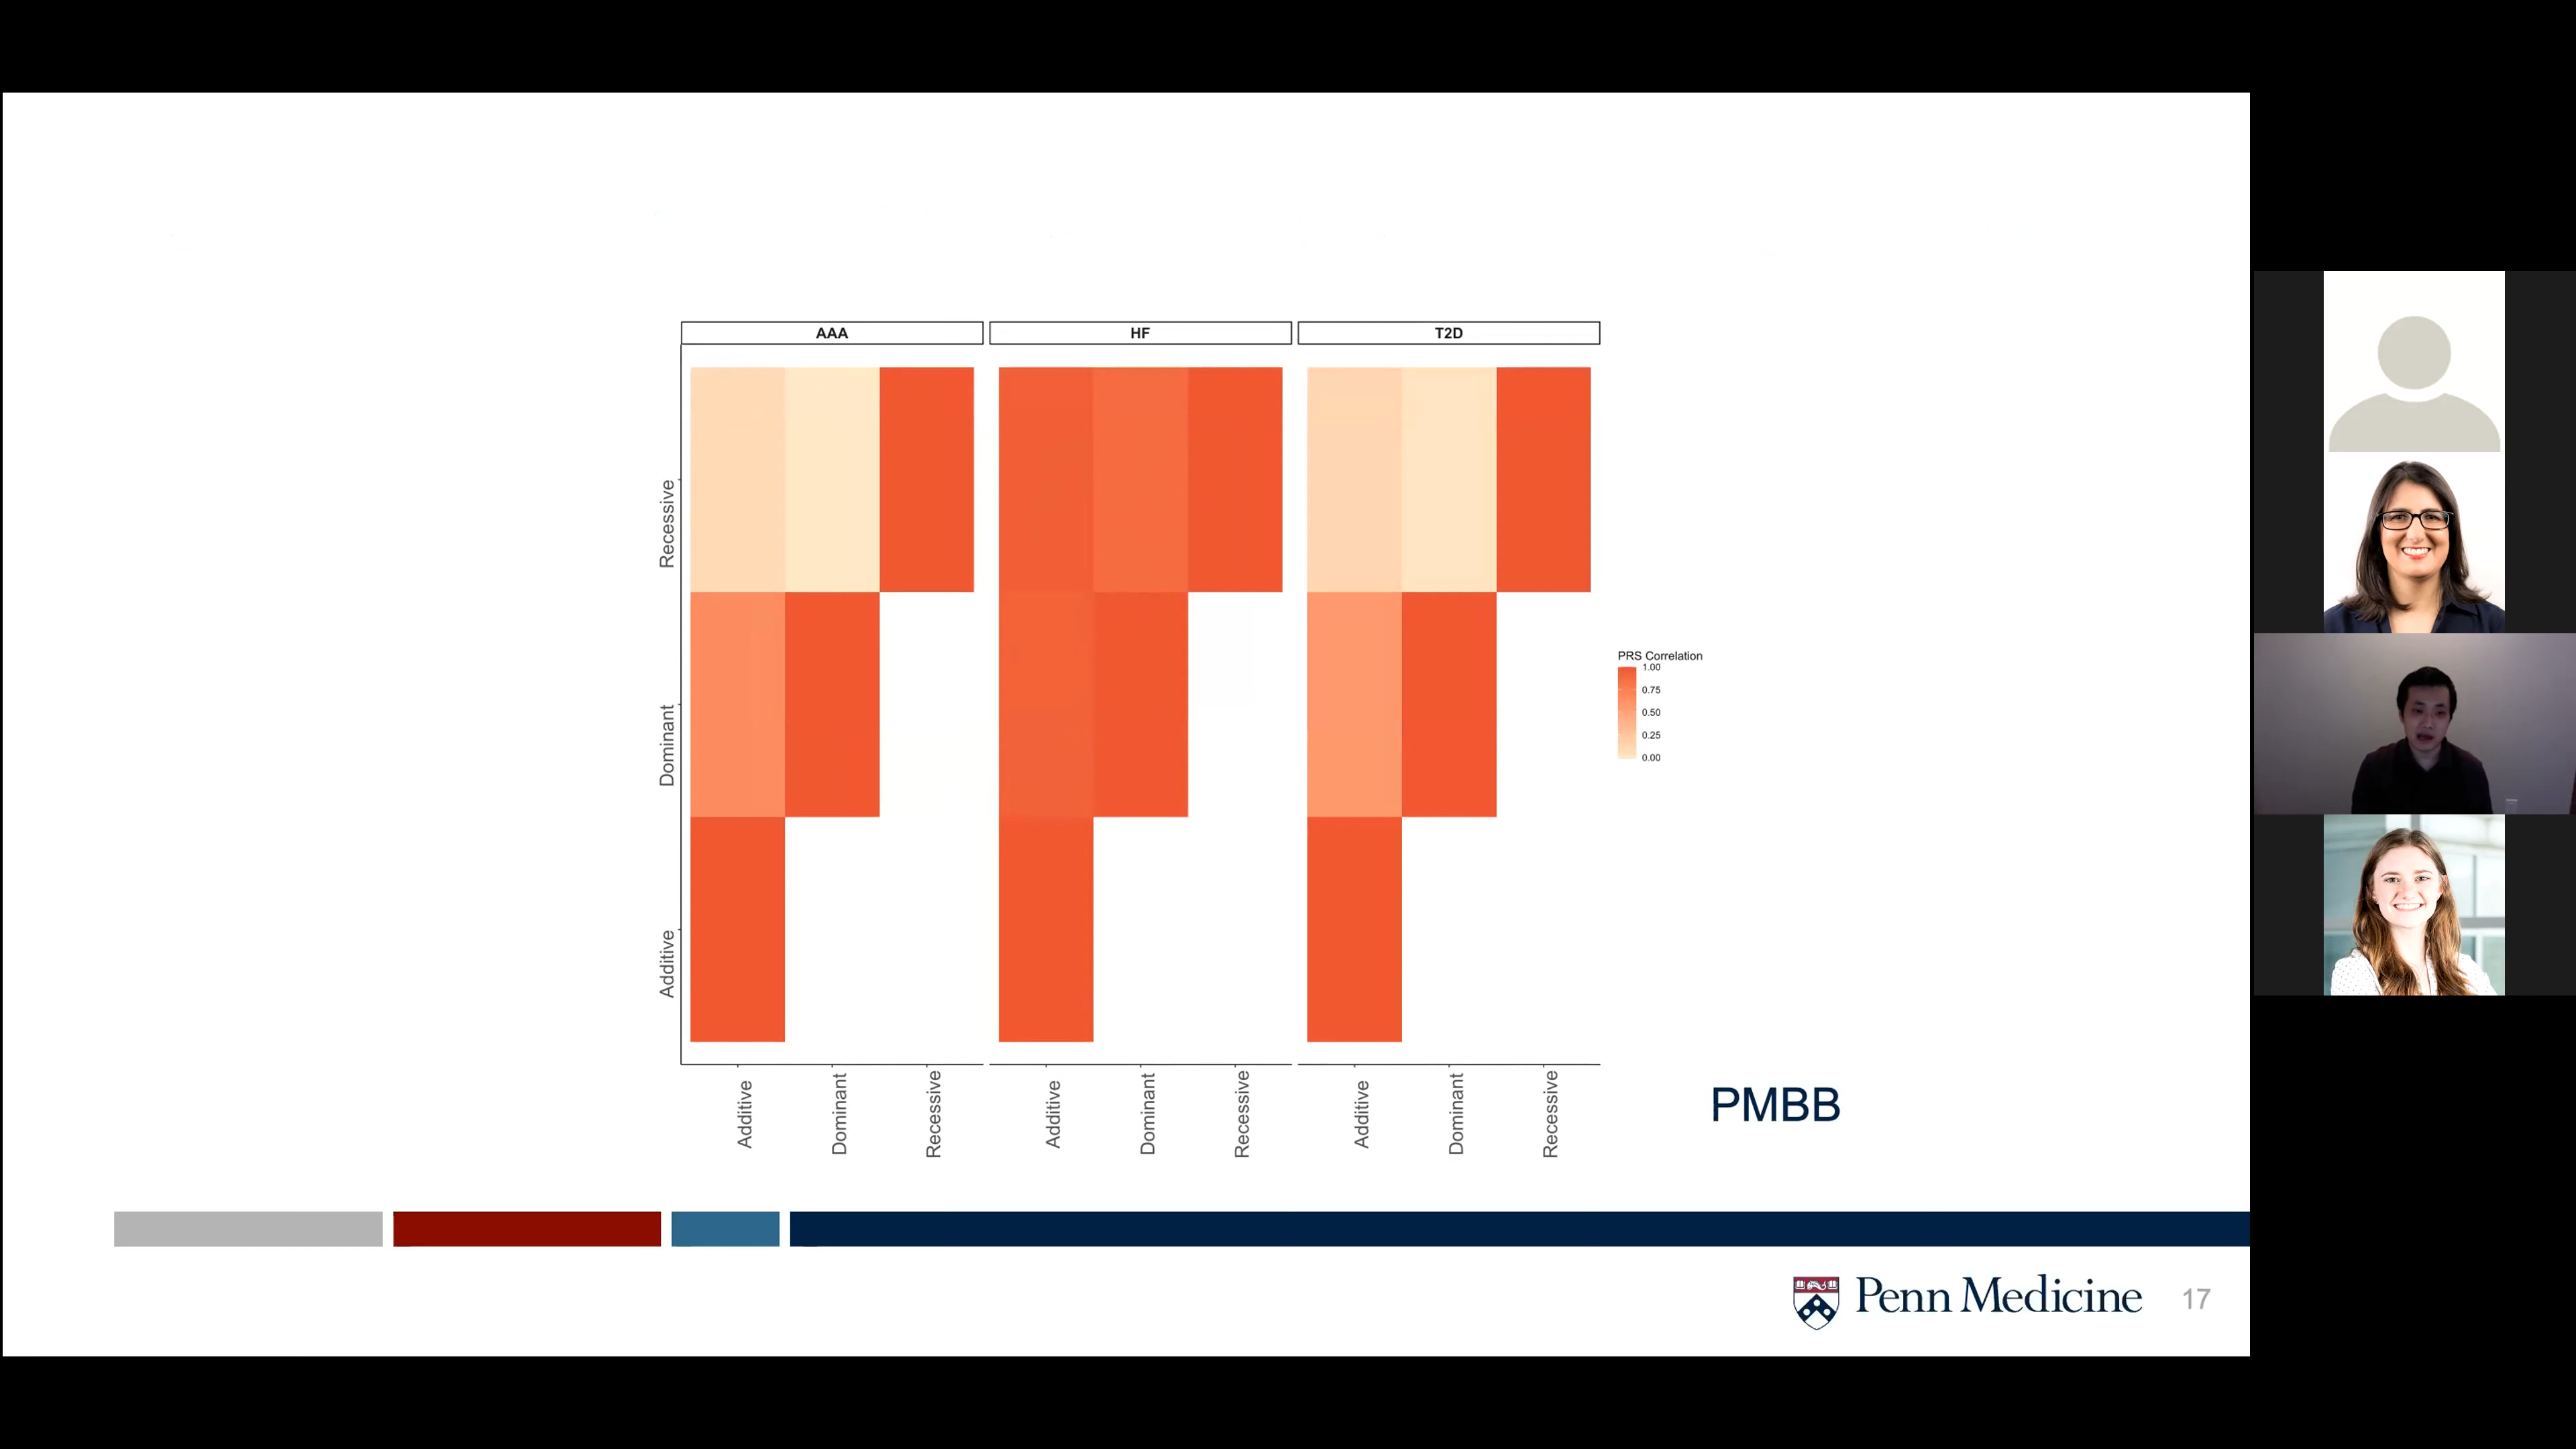 AAA HF T2D
Recessive
Dominant
Additive
PRS Correlation
1.00
0.75
0.50
0.25
0.00
Additive Dominant Recessive Additive Dominant Recessive Additive Dominant Recessive
PMBB
Penn Medicine 17